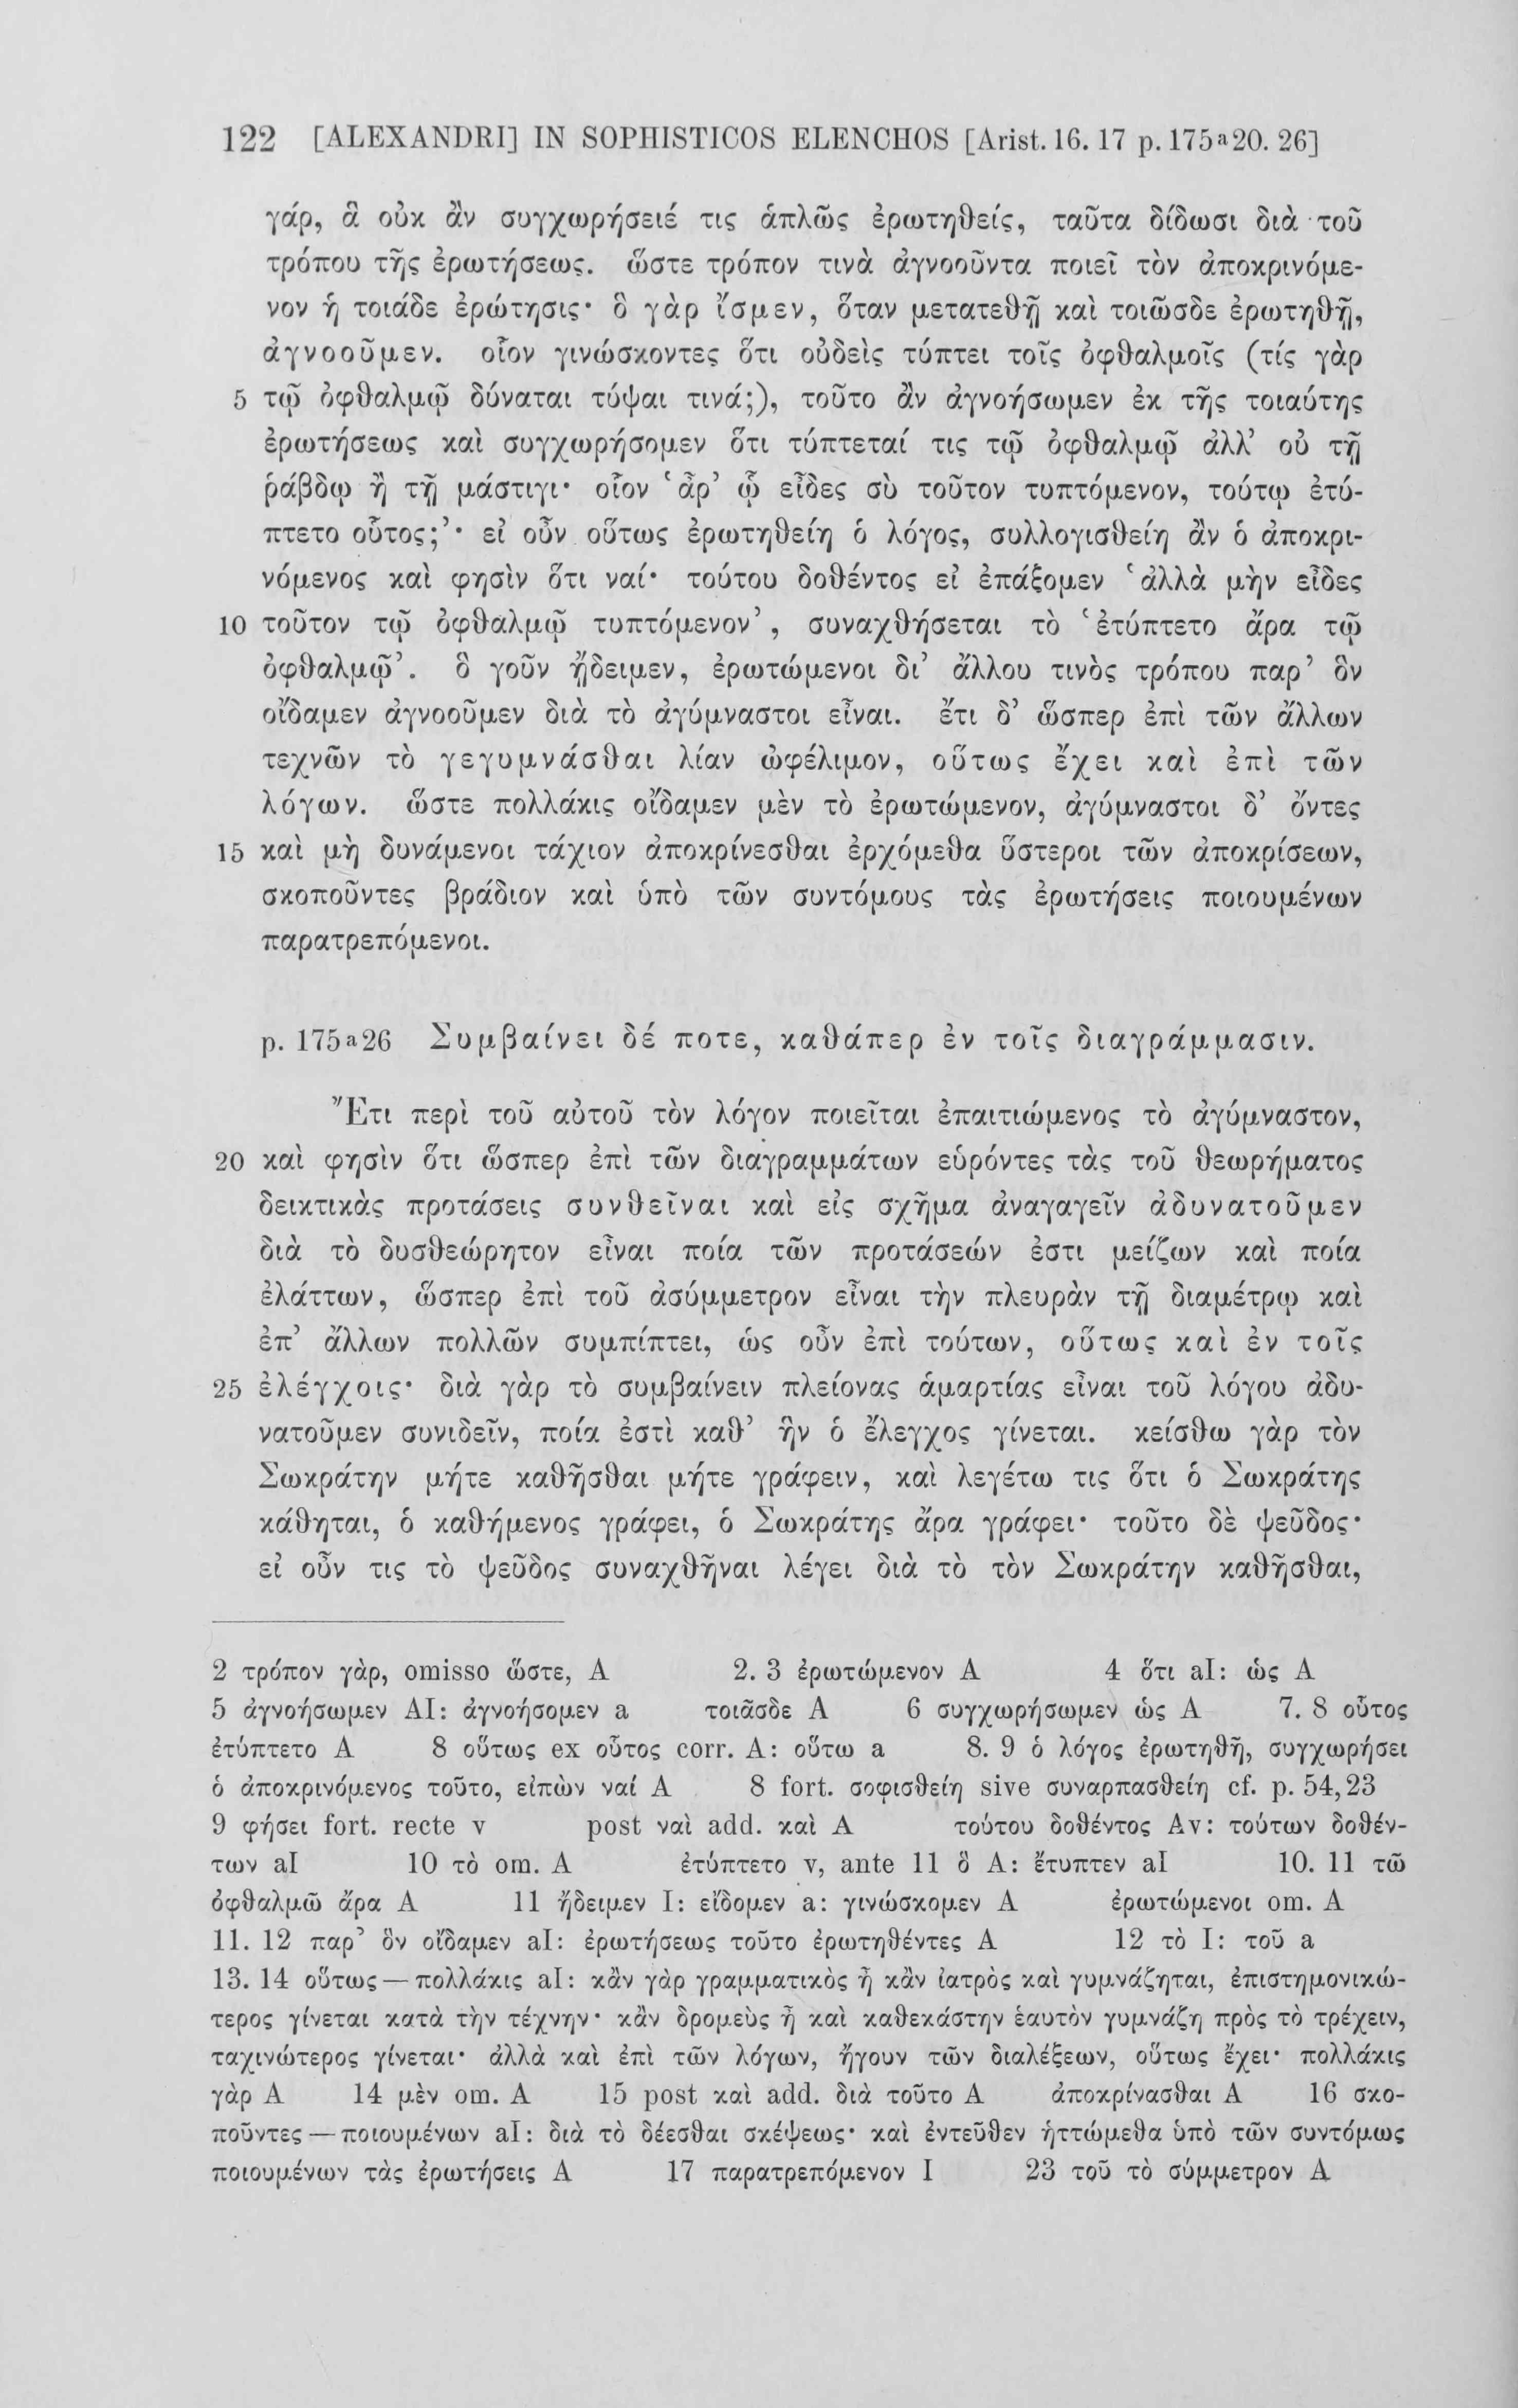 122 [ALEXANDRI] IN SOPHISTICOS ELENCHOS [Arist. 16. 17 p. 175a20. 26]
γάρ, ἃ οὐκ ἂν συγχωρήσειέ τις ἁπλῶς ἐρωτηθείς, ταῦτα δίδωσι διὰ τοῦ
τρόπου τῆς ἐρωτήσεως. ὥστε τρόπον τινὰ ἀγνοοῦντα ποιεῖ τὸν ἀποκρινόμε-
νον ἡ τοιάδε ἐρώτησις· ὃ γὰρ ἴσμεν, ὅταν μετατεθῇ καὶ τοιῶσδε ἐρωτηθῇ,
ἀγνοοῦμεν. οἷον γινώσκοντες ὅτι οὐδεὶς τύπτει τοῖς ὀφθαλμοῖς (τίς γὰρ
5 τῷ ὀφθαλμῷ δύναται τύψαι τινά;), τοῦτο ἂν ἀγνοήσωμεν ἐκ τῆς τοιαύτης
ἐρωτήσεως καὶ συγχωρήσομεν ὅτι τύπτεταί τις τῷ ὀφθαλμῷ ἀλλ’ οὐ τῇ
ῥάβδῳ ἢ τῇ μάστιγι· οἷον ‘ἆρ’ ᾧ εἶδες σὺ τοῦτον τυπτόμενον, τούτῳ ἐτύ-
πτετο οὗτος;’· εἰ οὖν οὕτως ἐρωτηθείη ὁ λόγος, συλλογισθείη ἂν ὁ ἀποκρι-
νόμενος καὶ φησὶν ὅτι ναί· τούτου δοθέντος εἰ ἐπάξομεν ‘ἀλλὰ μὴν εἶδες
10 τοῦτον τῷ ὀφθαλμῷ τυπτόμενον’, συναχθήσεται τὸ ‘ἐτύπτετο ἄρα τῷ
ὀφθαλμῷ’. ὃ γοῦν ᾔδειμεν, ἐρωτώμενοι δι’ ἄλλου τινὸς τρόπου παρ’ ὃν
οἴδαμεν ἀγνοοῦμεν διὰ τὸ ἀγύμναστοι εἶναι. ἔτι δ’ ὥσπερ ἐπὶ τῶν ἄλλων
τεχνῶν τὸ γεγυμνάσθαι λίαν ὠφέλιμον, οὕτως ἔχει καὶ ἐπὶ τῶν
λόγων. ὥστε πολλάκις οἴδαμεν μὲν τὸ ἐρωτώμενον, ἀγύμναστοι δ’ ὄντες
15 καὶ μὴ δυνάμενοι τάχιον ἀποκρίνεσθαι ἐρχόμεθα ὕστεροι τῶν ἀποκρίσεων,
σκοποῦντες βράδιον καὶ ὑπὸ τῶν συντόμους τὰς ἐρωτήσεις ποιουμένων
παρατρεπόμενοι.
p. 175a26 Συμβαίνει δέ ποτε, καθάπερ ἐν τοῖς διαγράμμασιν.
Ἔτι περὶ τοῦ αὐτοῦ τὸν λόγον ποιεῖται ἐπαιτιώμενος τὸ ἀγύμναστον,
20 καὶ φησὶν ὅτι ὥσπερ ἐπὶ τῶν διαγραμμάτων εὑρόντες τὰς τοῦ θεωρήματος
δεικτικὰς προτάσεις συνθεῖναι καὶ εἰς σχῆμα ἀναγαγεῖν ἀδυνατοῦμεν
διὰ τὸ δυσθεώρητον εἶναι ποία τῶν προτάσεών ἐστι μείζων καὶ ποία
ἐλάττων, ὥσπερ ἐπὶ τοῦ ἀσύμμετρον εἶναι τὴν πλευρὰν τῇ διαμέτρῳ καὶ
ἐπ’ ἄλλων πολλῶν συμπίπτει, ὡς οὖν ἐπὶ τούτων, οὕτως καὶ ἐν τοῖς
25 ἐλέγχοις· διὰ γὰρ τὸ συμβαίνειν πλείονας ἁμαρτίας εἶναι τοῦ λόγου ἀδυ-
νατοῦμεν συνιδεῖν, ποία ἐστὶ καθ’ ἣν ὁ ἔλεγχος γίνεται. κείσθω γὰρ τὸν
Σωκράτην μήτε καθῆσθαι μήτε γράφειν, καὶ λεγέτω τις ὅτι ὁ Σωκράτης
κάθηται, ὁ καθήμενος γράφει, ὁ Σωκράτης ἄρα γράφει· τοῦτο δὲ ψεῦδος·
εἰ οὖν τις τὸ ψεῦδος συναχθῆναι λέγει διὰ τὸ τὸν Σωκράτην καθῆσθαι,
2 τρόπον γὰρ, omisso ὥστε, A 2. 3 ἐρωτώμενον A 4 ὅτι aI: ὡς A
5 ἀγνοήσωμεν AI: ἀγνοήσομεν a τοιᾶσδε A 6 συγχωρήσωμεν ὡς A 7. 8 οὗτος
ἐτύπτετο A 8 οὕτως ex οὗτος corr. A: οὕτω a 8. 9 ὁ λόγος ἐρωτηθῇ, συγχωρήσει
ὁ ἀποκρινόμενος τοῦτο, εἰπὼν ναί A 8 fort. σοφισθείη sive συναρπασθείη cf. p. 54,23
9 φήσει fort. recte v post ναὶ add. καὶ A τούτου δοθέντος Av: τούτων δοθέν-
των aI 10 τὸ om. A ἐτύπτετο v, ante 11 ὃ A: ἔτυπτεν aI 10. 11 τῶ
ὀφθαλμῶ ἄρα A 11 ᾔδειμεν I: εἴδομεν a: γινώσκομεν A ἐρωτώμενοι om. A
11. 12 παρ’ ὃν οἴδαμεν aI: ἐρωτήσεως τοῦτο ἐρωτηθέντες A 12 τὸ I: τοῦ a
13. 14 οὕτως — πολλάκις aI: κἂν γὰρ γραμματικὸς ᾖ κἂν ἰατρὸς καὶ γυμνάζηται, ἐπιστημονικώ-
τερος γίνεται κατὰ τὴν τέχνην· κἂν δρομεὺς ᾖ καὶ καθεκάστην ἑαυτὸν γυμνάζῃ πρὸς τὸ τρέχειν,
ταχινώτερος γίνεται· ἀλλὰ καὶ ἐπὶ τῶν λόγων, ἤγουν τῶν διαλέξεων, οὕτως ἔχει· πολλάκις
γὰρ A 14 μὲν om. A 15 post καὶ add. διὰ τοῦτο A ἀποκρίνασθαι A 16 σκο-
ποῦντες — ποιουμένων aI: διὰ τὸ δέεσθαι σκέψεως· καὶ ἐντεῦθεν ἡττώμεθα ὑπὸ τῶν συντόμως
ποιουμένων τὰς ἐρωτήσεις A 17 παρατρεπόμενον I 23 τοῦ τὸ σύμμετρον A